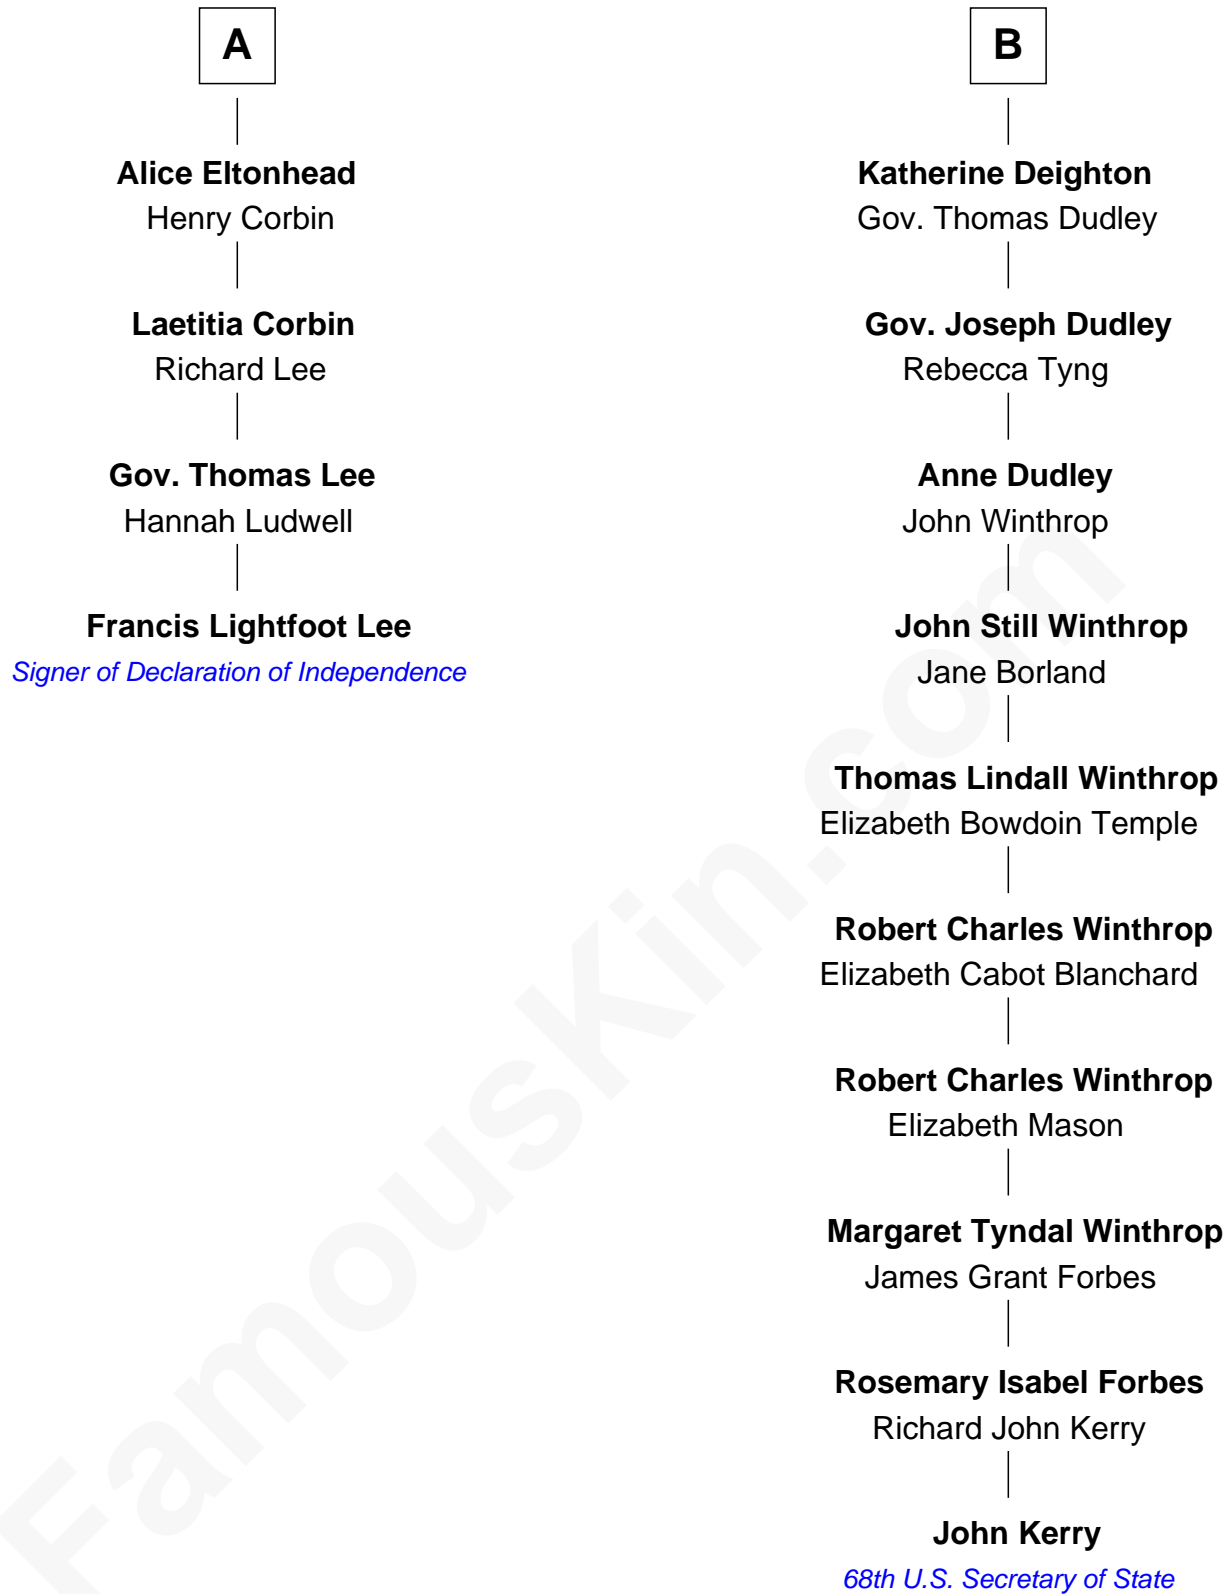 A
Alice Eltonhead
Henry Corbin
Laetitia Corbin
Richard Lee
Gov. Thomas Lee
Hannah Ludwell
Francis Lightfoot Lee
Signer of Declaration of Independence
B
Katherine Deighton
Gov. Thomas Dudley
Gov. Joseph Dudley
Rebecca Tyng
Anne Dudley
John Winthrop
John Still Winthrop
Jane Borland
Thomas Lindall Winthrop
Elizabeth Bowdoin Temple
Robert Charles Winthrop
Elizabeth Cabot Blanchard
Robert Charles Winthrop
Elizabeth Mason
Margaret Tyndal Winthrop
James Grant Forbes
Rosemary Isabel Forbes
Richard John Kerry
John Kerry
68th U.S. Secretary of State
FamousKin.com